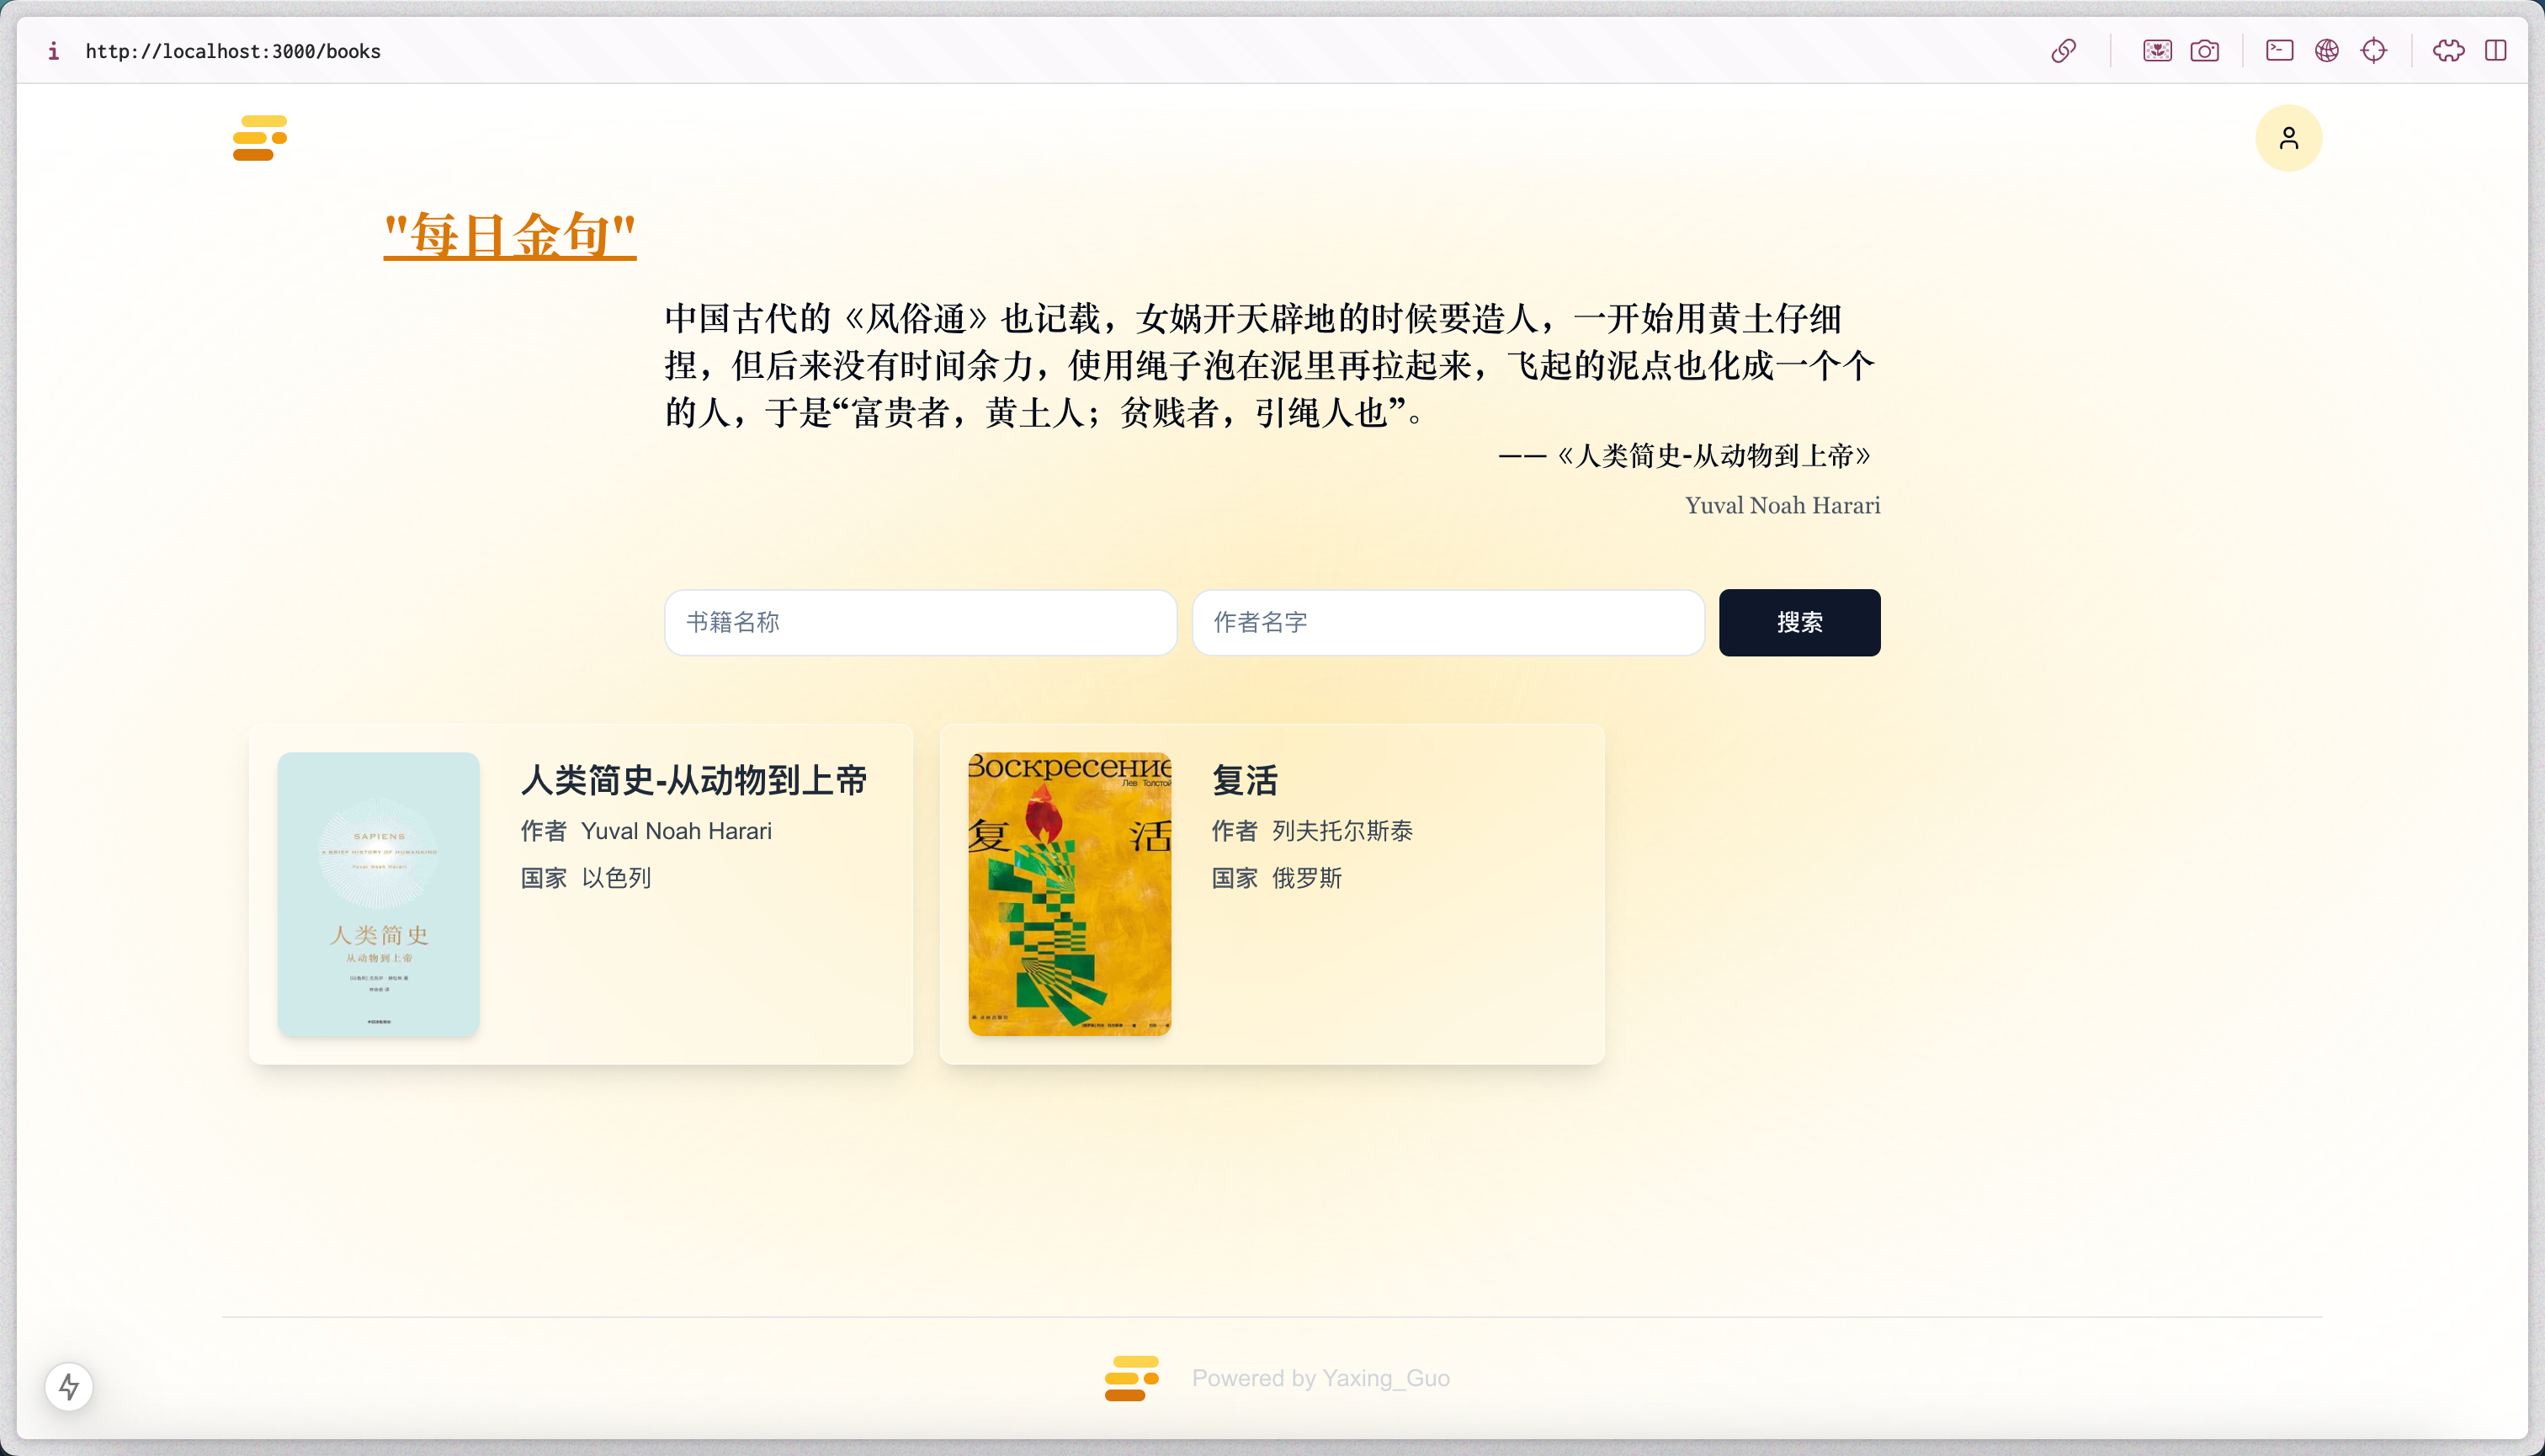 http://localhost:3000/books
"每日金句"
中国古代的《风俗通》也记载，女娲开天辟地的时候要造人，一开始用黄土仔细
捏，但后来没有时间余力，使用绳子泡在泥里再拉起来，飞起的泥点也化成一个个
的人，于是“富贵者，黄土人；贫贱者，引绳人也”。
——《人类简史-从动物到上帝》
Yuval Noah Harari
书籍名称
作者名字
搜索
SAPIENS
A BRIEF HISTORY OF HUMANKIND
Yuval Noah Harari
人类简史
从动物到上帝
人类简史-从动物到上帝
作者 Yuval Noah Harari
国家 以色列
Воскресение
Лев Толстой
复 活
复活
作者 列夫托尔斯泰
国家 俄罗斯
Powered by Yaxing_Guo